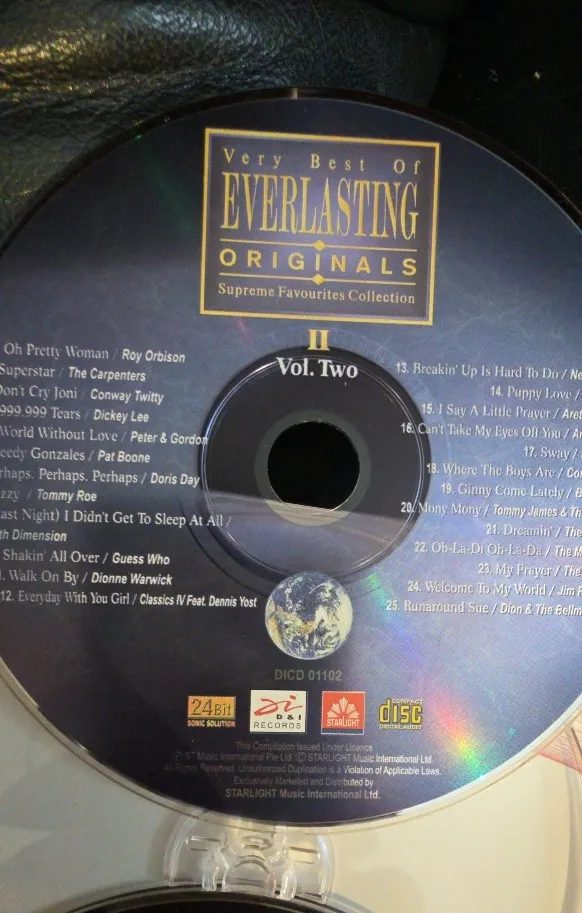 Very Best Of
EVERLASTING
ORIGINALS
Supreme Favourites Collection
II
Vol. Two
Oh Pretty Woman / Roy Orbison
Superstar / The Carpenters
Don't Cry Joni / Conway Twitty
999,999 Tears / Dickey Lee
World Without Love / Peter & Gordon
Gonzales / Pat Boone
Perhaps. Perhaps / Doris Day
/ Tommy Roe
Night) I Didn't Get To Sleep At All /
Dimension
Shakin' All Over / Guess Who
Walk On By / Dionne Warwick
12. Everyday With You Girl / Classics IV Feat. Dennis Yost
13. Breakin' Up Is Hard To Do /
14. Puppy Love /
15. I Say A Little Prayer /
16. Can't Take My Eyes Off You /
17. Sway /
18. Where The Boys Are /
19. Ginny Come Lately /
20. Mony Mony / Tommy James & The
21. Dreamin' / The
22. Ob-La-Di Oh-La-Da / The
23. My Prayer / The
24. Welcome To My World / Jim
25. Runaround Sue / Dion & The
DICD 01102
24Bit
SONIC SOLUTION
D & I
RECORDS
STARLIGHT
COMPACT
disc
DIGITAL AUDIO
This Compilation Issued Under Licence
℗ ST Music International Pte Ltd. © STARLIGHT Music International Ltd.
All Rights Reserved. Unauthorized Duplication is a Violation of Applicable Laws.
Exclusively Marketed and Distributed by
STARLIGHT Music International Ltd.